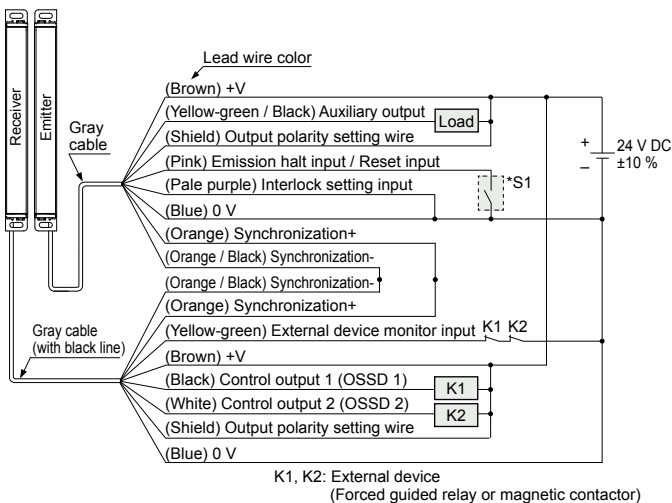 Receiver
Emitter
Lead wire color
Gray
cable
(Brown) +V
(Yellow-green / Black) Auxiliary output
Load
(Shield) Output polarity setting wire
(Pink) Emission halt input / Reset input
*S1
(Pale purple) Interlock setting input
(Blue) 0 V
+
–
24 V DC
±10 %
(Orange) Synchronization+
(Orange / Black) Synchronization-
(Orange / Black) Synchronization-
(Orange) Synchronization+
Gray cable
(with black line)
(Yellow-green) External device monitor input K1 K2
(Brown) +V
(Black) Control output 1 (OSSD 1)
K1
(White) Control output 2 (OSSD 2)
K2
(Shield) Output polarity setting wire
(Blue) 0 V
K1, K2: External device
(Forced guided relay or magnetic contactor)